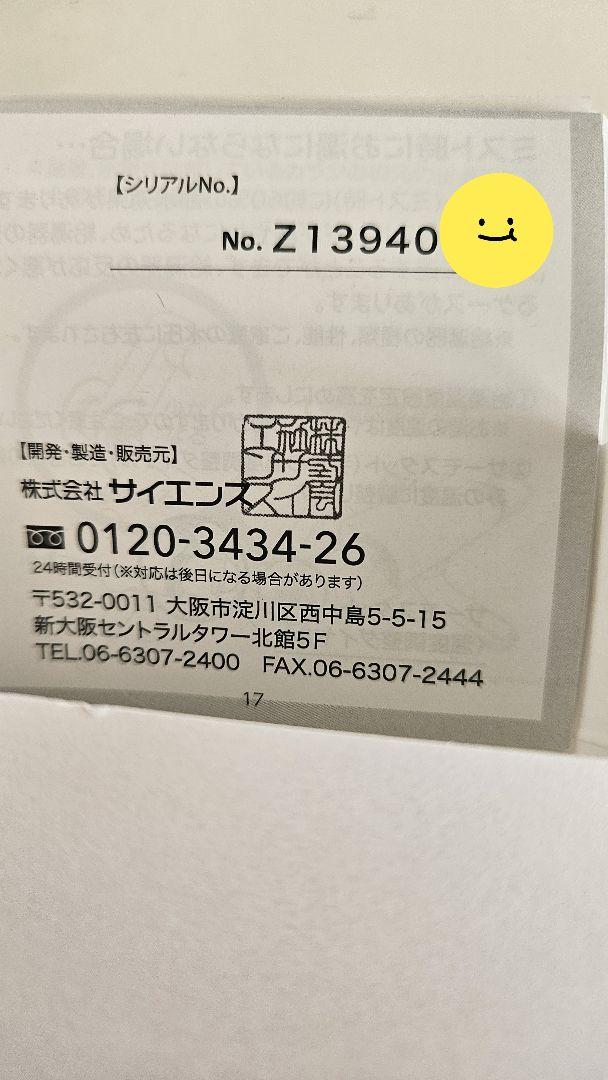 【シリアルNo.】
No. Z13940
【開発・製造・販売元】
株式会社 サイエンス
0120-3434-26
24時間受付(※対応は後日になる場合があります)
〒532-0011 大阪市淀川区西中島5-5-15
新大阪セントラルタワー北館5F
TEL.06-6307-2400 FAX.06-6307-2444
17